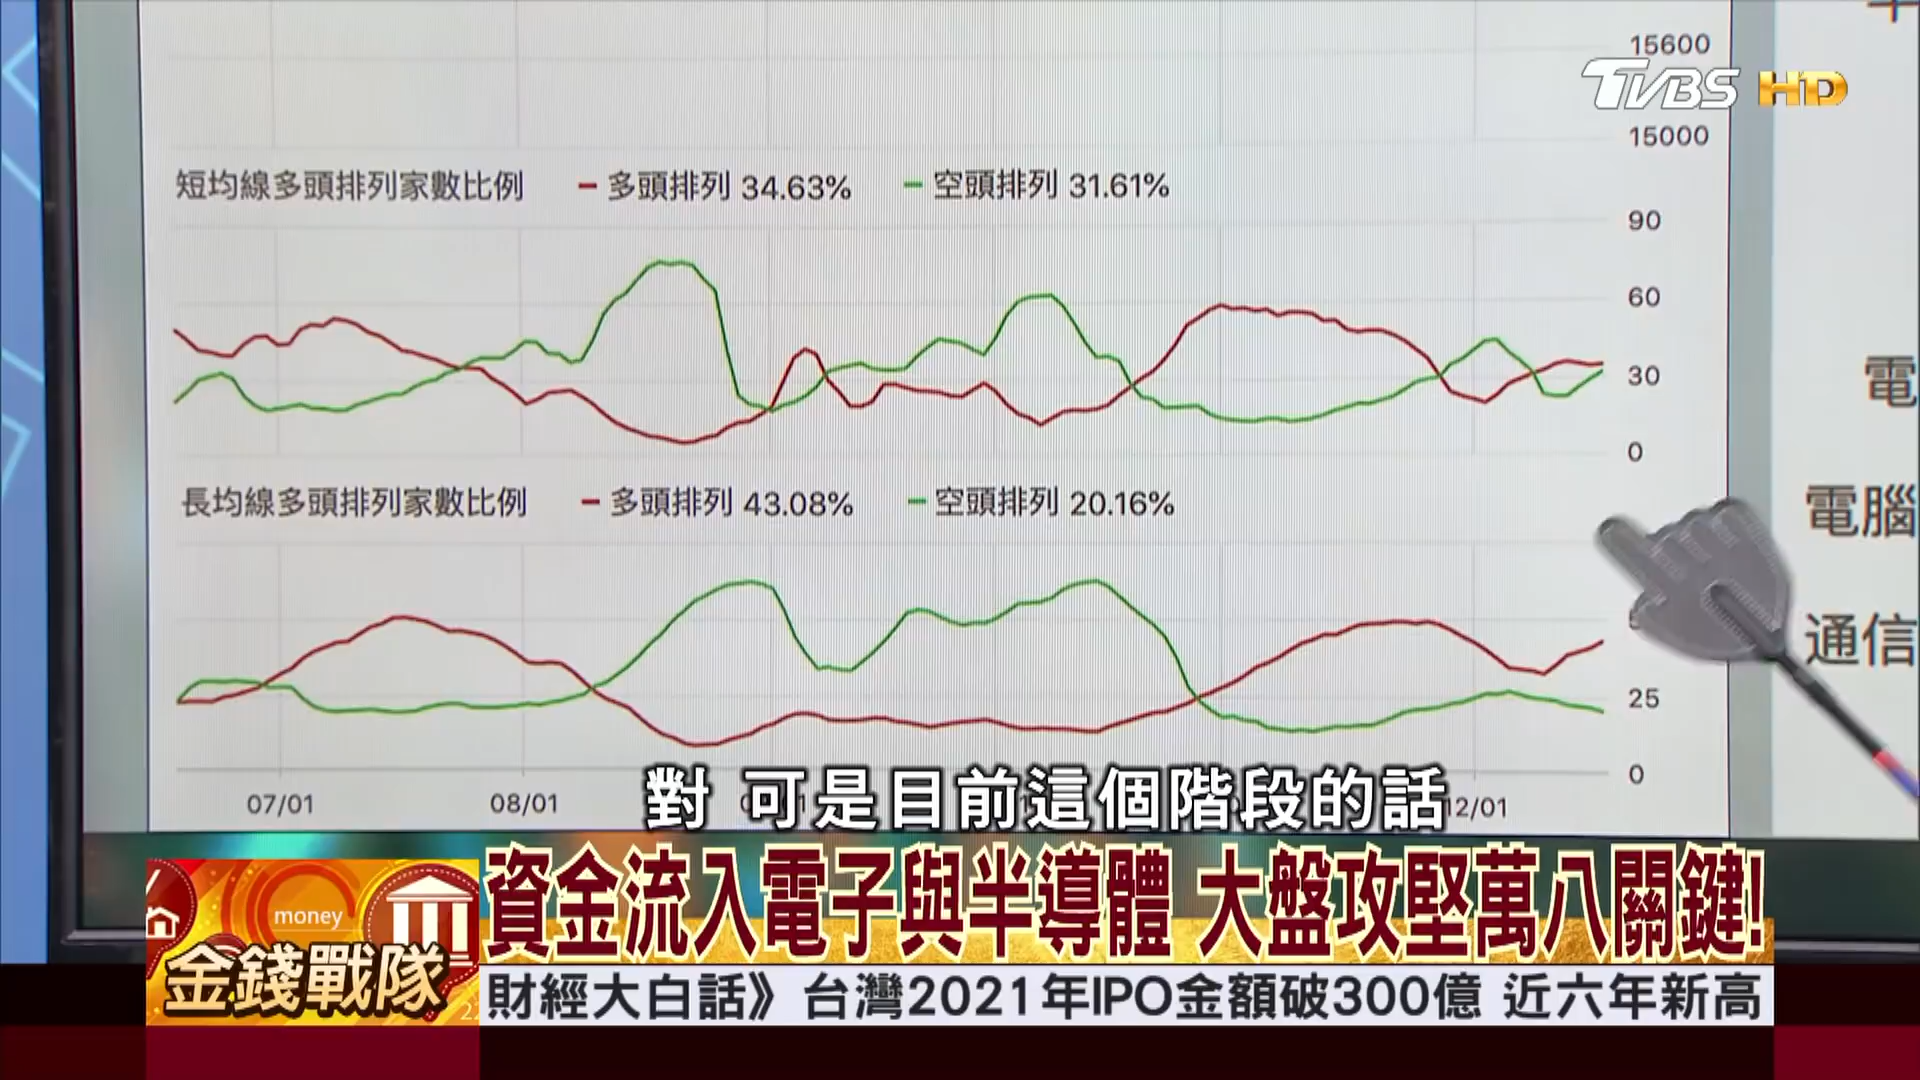 15600
TVBS HD
15000
短均線多頭排列家數比例 多頭排列 34.63% 空頭排列 31.61%
90
60
30
0
電
電腦
通信
長均線多頭排列家數比例 多頭排列 43.08% 空頭排列 20.16%
25
0
07/01 08/01 12/01
對 可是目前這個階段的話
資金流入電子與半導體 大盤攻堅萬八關鍵!
money
金錢戰隊
財經大白話》台灣2021年IPO金額破300億 近六年新高